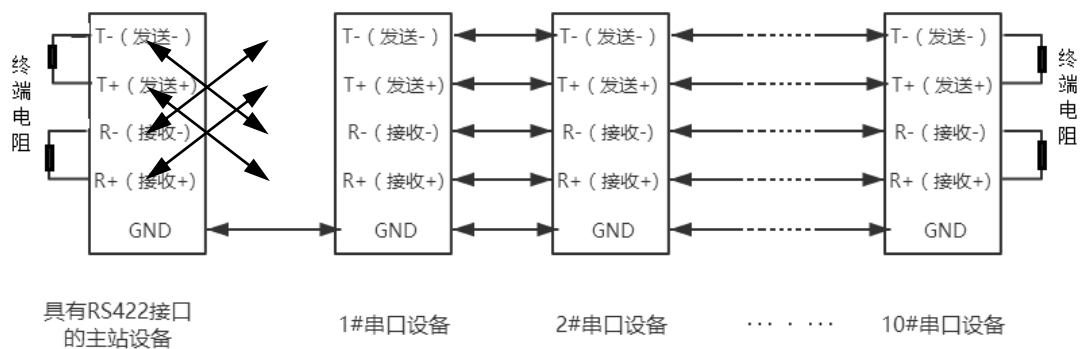 T-（发送-） T-（发送-） T-（发送-） T-（发送-）
终端电阻 T+（发送+） T+（发送+） T+（发送+） T+（发送+） 终端电阻
R-（接收-） R-（接收-） R-（接收-） R-（接收-）
R+（接收+） R+（接收+） R+（接收+） R+（接收+）
GND GND GND GND
具有RS422接口
的主站设备
1#串口设备 2#串口设备 ··· · ··· 10#串口设备